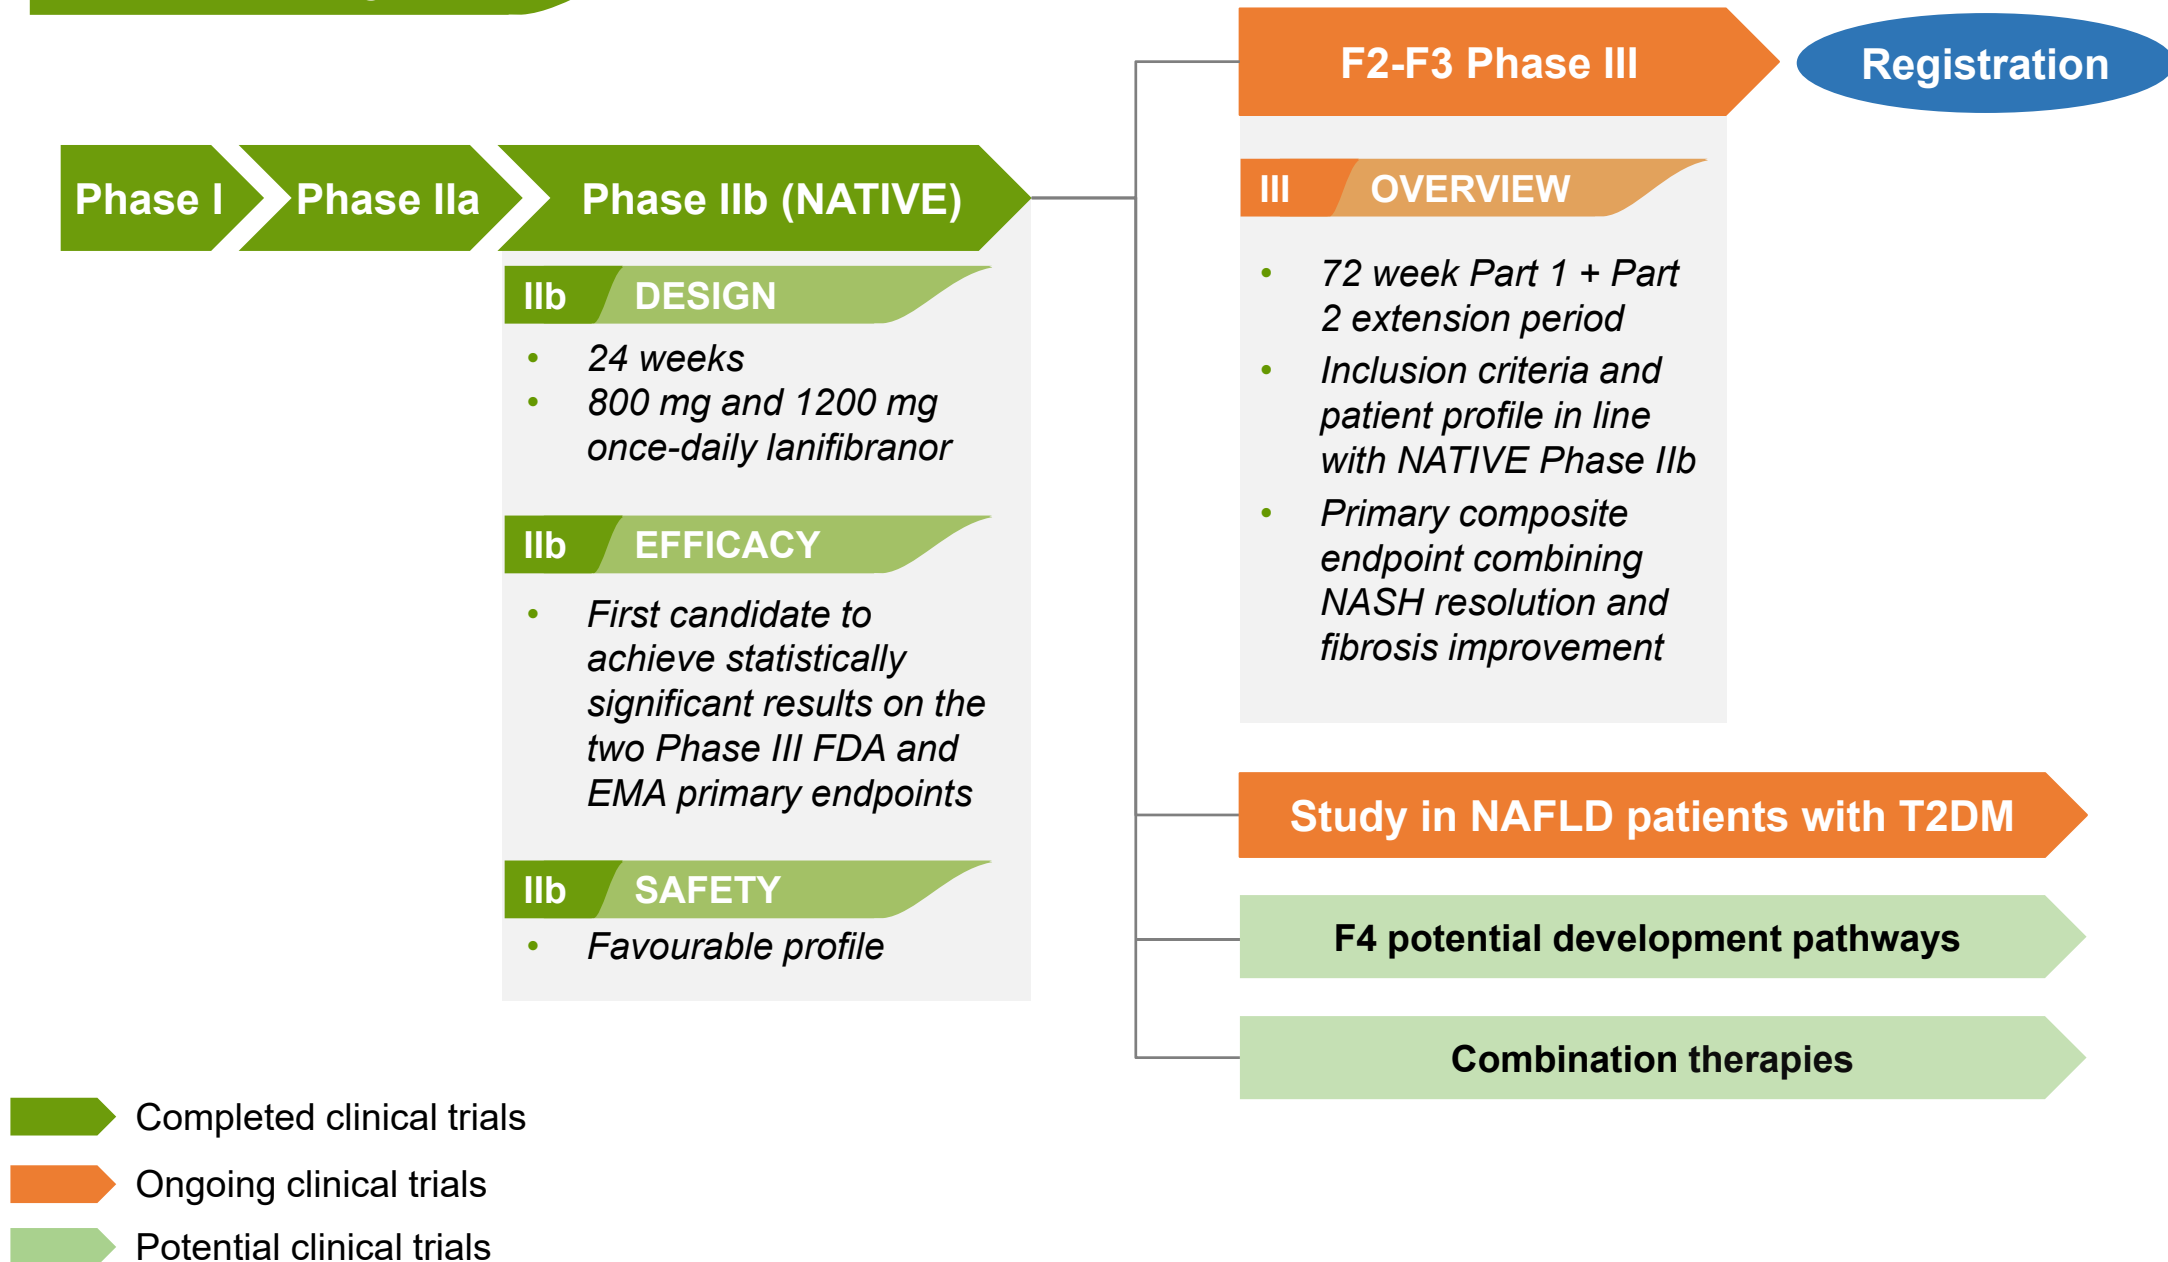 Phase I
Phase IIa
Phase IIb (NATIVE)
IIb DESIGN
• 24 weeks
• 800 mg and 1200 mg
once-daily lanifibranor
IIb EFFICACY
• First candidate to
achieve statistically
significant results on the
two Phase III FDA and
EMA primary endpoints
IIb SAFETY
• Favourable profile
F2-F3 Phase III
Registration
III OVERVIEW
• 72 week Part 1 + Part
2 extension period
• Inclusion criteria and
patient profile in line
with NATIVE Phase IIb
• Primary composite
endpoint combining
NASH resolution and
fibrosis improvement
Study in NAFLD patients with T2DM
F4 potential development pathways
Combination therapies
Completed clinical trials
Ongoing clinical trials
Potential clinical trials